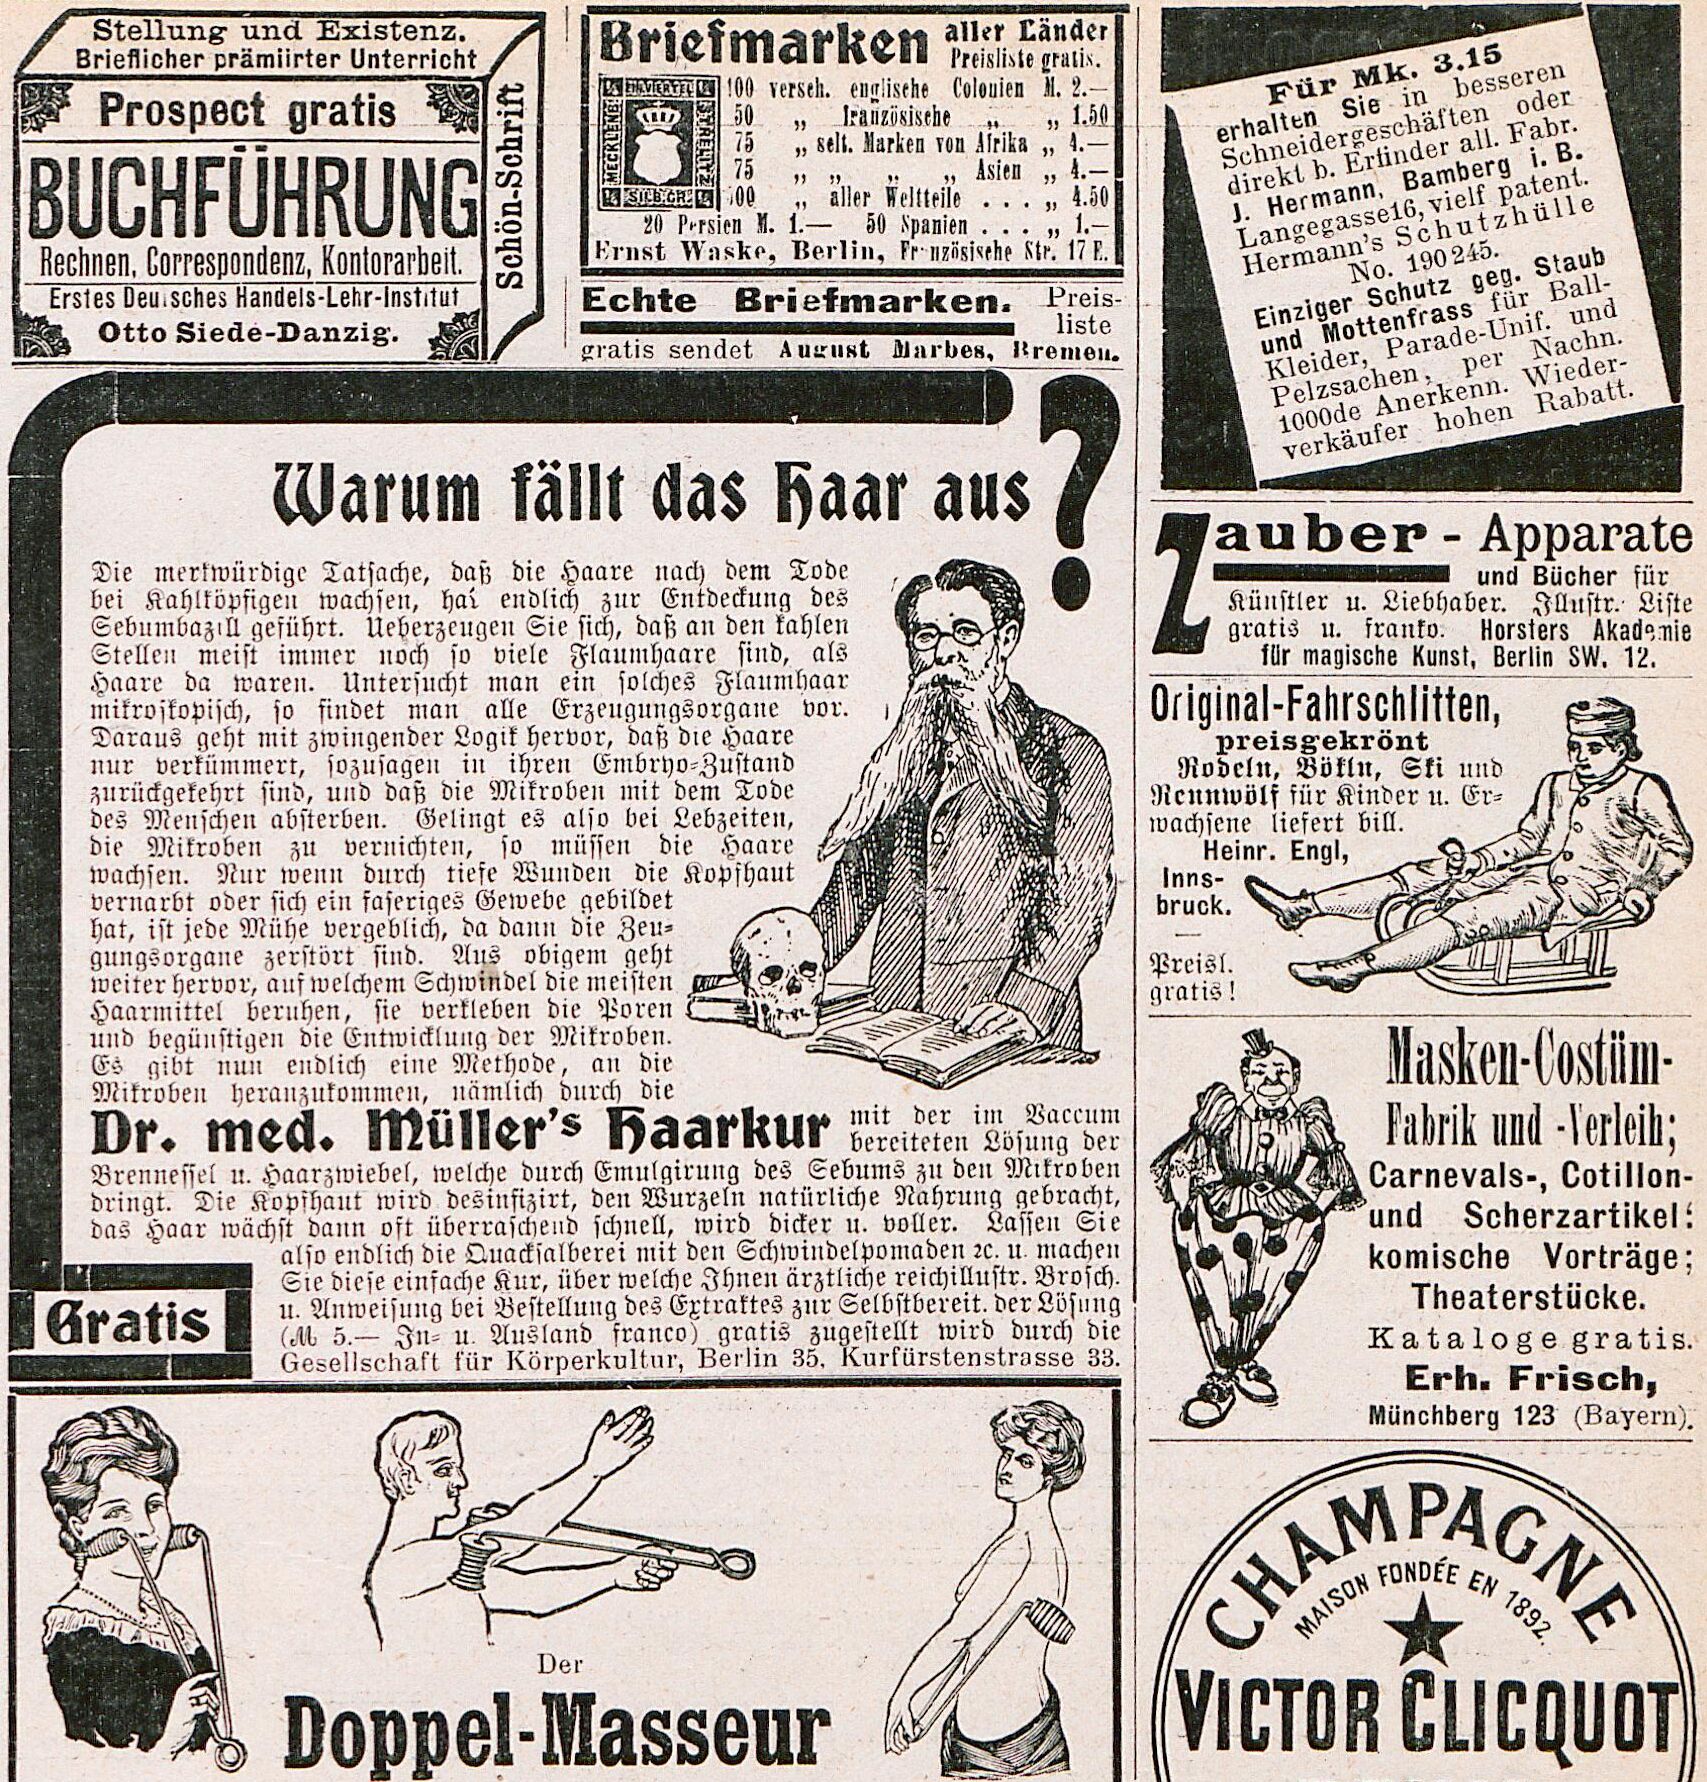 Stellung und Existenz.
Brieflicher prämiirter Unterricht
Prospect gratis
BUCHFÜHRUNG
Rechnen, Correspondenz, Kontorarbeit.
Erstes Deutsches Handels-Lehr-Institut
Otto Siede-Danzig.
Schön-Schrift
Briefmarken aller Länder
Preisliste gratis.
EIN VIERTEL
MECKLENB
STRELITZ
SILB. GR.
100 versch. englische Colonien M. 2.—
50 „ französische „ „ 1.50
75 „ selt. Marken von Afrika „ 4.—
75 „ „ „ „ Asien „ 4.—
„ aller Weltteile . . . „ 4.50
20 Persien M. 1.— 50 Spanien . . . „ 1.—
Ernst Waske, Berlin, Französische Str. 17 E.
Echte Briefmarken. Preis-
liste
gratis sendet August Marbes, Bremen.
Warum fällt das Haar aus?
Die merkwürdige Tatsache, daß die Haare nach dem Tode
bei Kahlköpfigen wachsen, hat endlich zur Entdeckung des
Sebumbazill geführt. Ueberzeugen Sie sich, daß an den kahlen
Stellen meist immer noch so viele Flaumhaare sind, als
Haare da waren. Untersucht man ein solches Flaumhaar
mikroskopisch, so findet man alle Erzeugungsorgane vor.
Daraus geht mit zwingender Logik hervor, daß die Haare
nur verkümmert, sozusagen in ihren Embryo-Zustand
zurückgekehrt sind, und daß die Mikroben mit dem Tode
des Menschen absterben. Gelingt es also bei Lebzeiten,
die Mikroben zu vernichten, so müssen die Haare
wachsen. Nur wenn durch tiefe Wunden die Kopfhaut
vernarbt oder sich ein faseriges Gewebe gebildet
hat, ist jede Mühe vergeblich, da dann die Zeu-
gungsorgane zerstört sind. Aus obigem geht
weiter hervor, auf welchem Schwindel die meisten
Haarmittel beruhen, sie verkleben die Poren
und begünstigen die Entwicklung der Mikroben.
Es gibt nun endlich eine Methode, an die
Mikroben heranzukommen, nämlich durch die
Dr. med. Müller's Haarkur mit der im Vaccum
bereiteten Lösung der
Brennessel u. Haarzwiebel, welche durch Emulgirung des Sebums zu den Mikroben
dringt. Die Kopfhaut wird desinfizirt, den Wurzeln natürliche Nahrung gebracht,
das Haar wächst dann oft überraschend schnell, wird dicker u. voller. Lassen Sie
also endlich die Quacksalberei mit den Schwindelpomaden ꝛc. u. machen
Sie diese einfache Kur, über welche Ihnen ärztliche reichillustr. Brosch.
u. Anweisung bei Bestellung des Extraktes zur Selbstbereit. der Lösung
(M 5.— In- u. Ausland franco) gratis zugestellt wird durch die
Gesellschaft für Körperkultur, Berlin 35, Kurfürstenstrasse 33.
Gratis
Der
Doppel-Masseur
Für Mk. 3.15
erhalten Sie in besseren
Schneidergeschäften oder
direkt b. Erfinder all. Fabr.
J. Hermann, Bamberg i. B.
Langegasse16, vielf patent.
Hermann's Schutzhülle
No. 190245.
Einziger Schutz geg. Staub
und Mottenfrass für Ball-
Kleider, Parade-Unif. und
Pelzsachen, per Nachn.
1000de Anerkenn. Wieder-
verkäufer hohen Rabatt.
Zauber - Apparate
und Bücher für
Künstler u. Liebhaber. Illustr. Liste
gratis u. franko. Horsters Akademie
für magische Kunst, Berlin SW. 12.
Original-Fahrschlitten,
preisgekrönt
Rodeln, Böckln, Ski und
Rennwölf für Kinder u. Er-
wachsene liefert bill.
Heinr. Engl,
Inns-
bruck.
Preisl.
gratis!
Masken-Costüm-
Fabrik und -Verleih;
Carnevals-, Cotillon-
und Scherzartikel:
komische Vorträge;
Theaterstücke.
Kataloge gratis.
Erh. Frisch,
Münchberg 123 (Bayern).
CHAMPAGNE
MAISON FONDÉE EN 1892.
VICTOR CLICQUOT